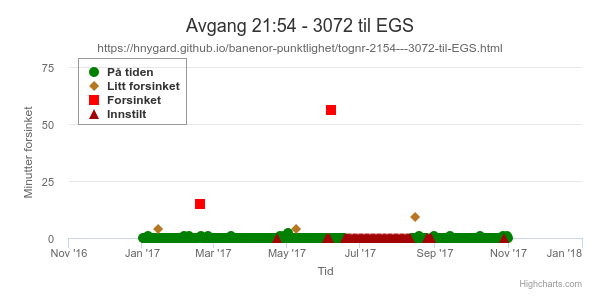 Avgang 21:54 - 3072 til EGS
https://hnygard.github.io/banenor-punktlighet/tognr-2154---3072-til-EGS.html
På tiden
Litt forsinket
Forsinket
Innstilt
Minutter forsinket
75
50
25
0
Nov '16
Jan '17
Mar '17
May '17
Jul '17
Sep '17
Nov '17
Jan '18
Tid
Highcharts.com